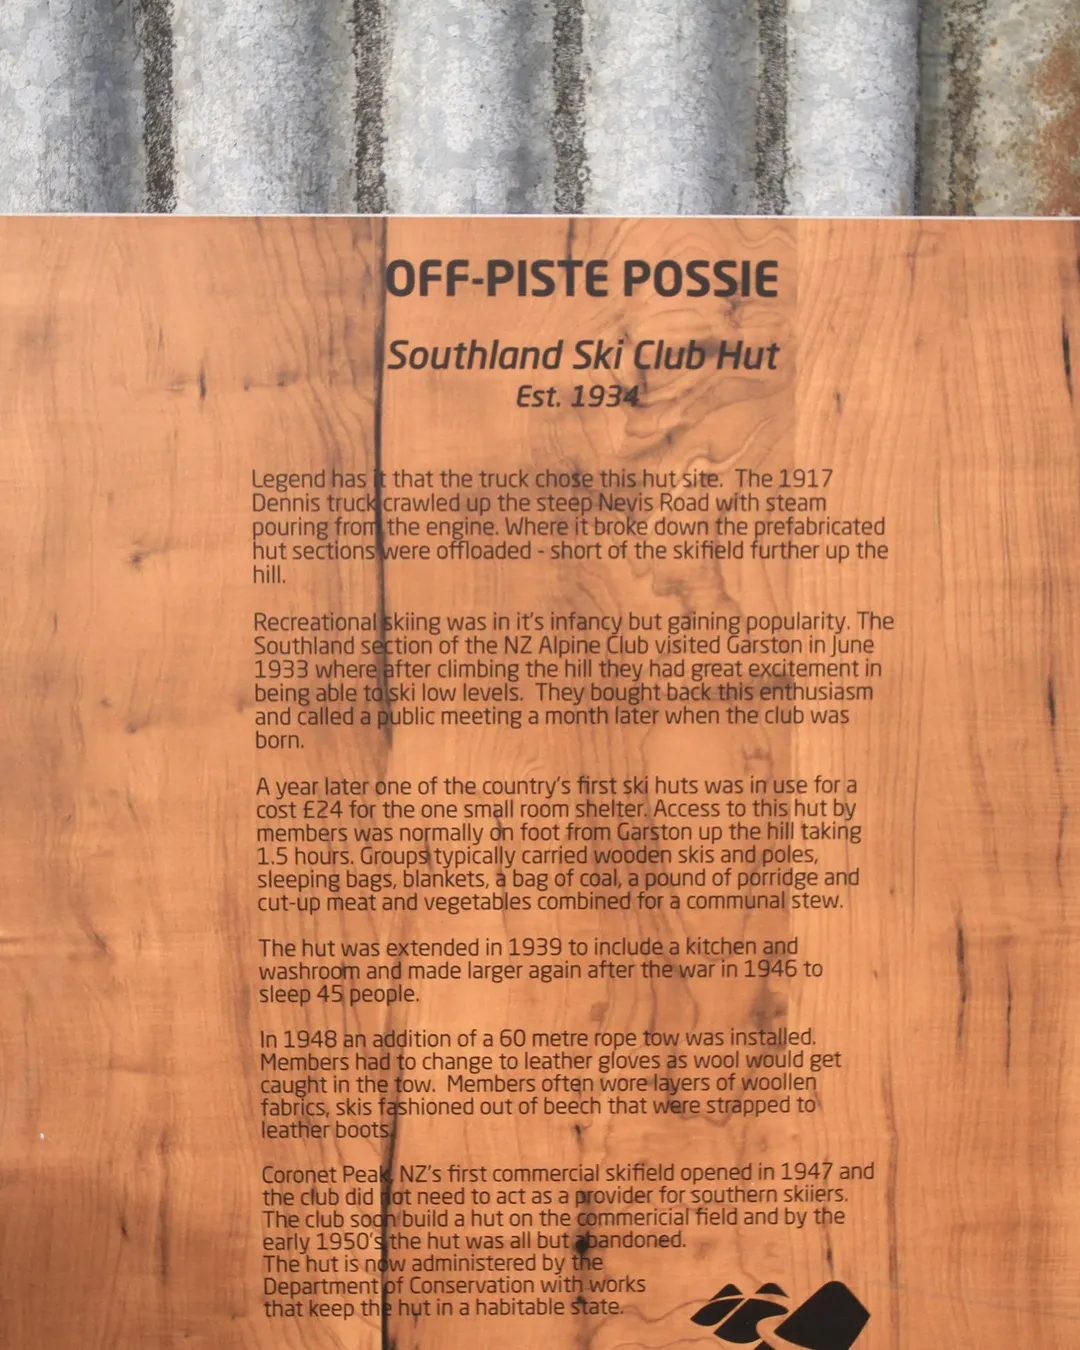 OFF-PISTE POSSIE
Southland Ski Club Hut
Est. 1934
Legend has it that the truck chose this hut site.  The 1917
Dennis truck crawled up the steep Nevis Road with steam
pouring from the engine. Where it broke down the prefabricated
hut sections were offloaded - short of the skifield further up the
hill.
Recreational skiing was in it's infancy but gaining popularity. The
Southland section of the NZ Alpine Club visited Garston in June
1933 where after climbing the hill they had great excitement in
being able to ski low levels.  They bought back this enthusiasm
and called a public meeting a month later when the club was
born.
A year later one of the country's first ski huts was in use for a
cost £24 for the one small room shelter. Access to this hut by
members was normally on foot from Garston up the hill taking
1.5 hours. Groups typically carried wooden skis and poles,
sleeping bags, blankets, a bag of coal, a pound of porridge and
cut-up meat and vegetables combined for a communal stew.
The hut was extended in 1939 to include a kitchen and
washroom and made larger again after the war in 1946 to
sleep 45 people.
In 1948 an addition of a 60 metre rope tow was installed.
Members had to change to leather gloves as wool would get
caught in the tow.  Members often wore layers of woollen
fabrics, skis fashioned out of beech that were strapped to
leather boots.
Coronet Peak, NZ's first commercial skifield opened in 1947 and
the club did not need to act as a provider for southern skiiers.
The club soon build a hut on the commericial field and by the
early 1950's the hut was all but abandoned.
The hut is now administered by the
Department of Conservation with works
that keep the hut in a habitable state.